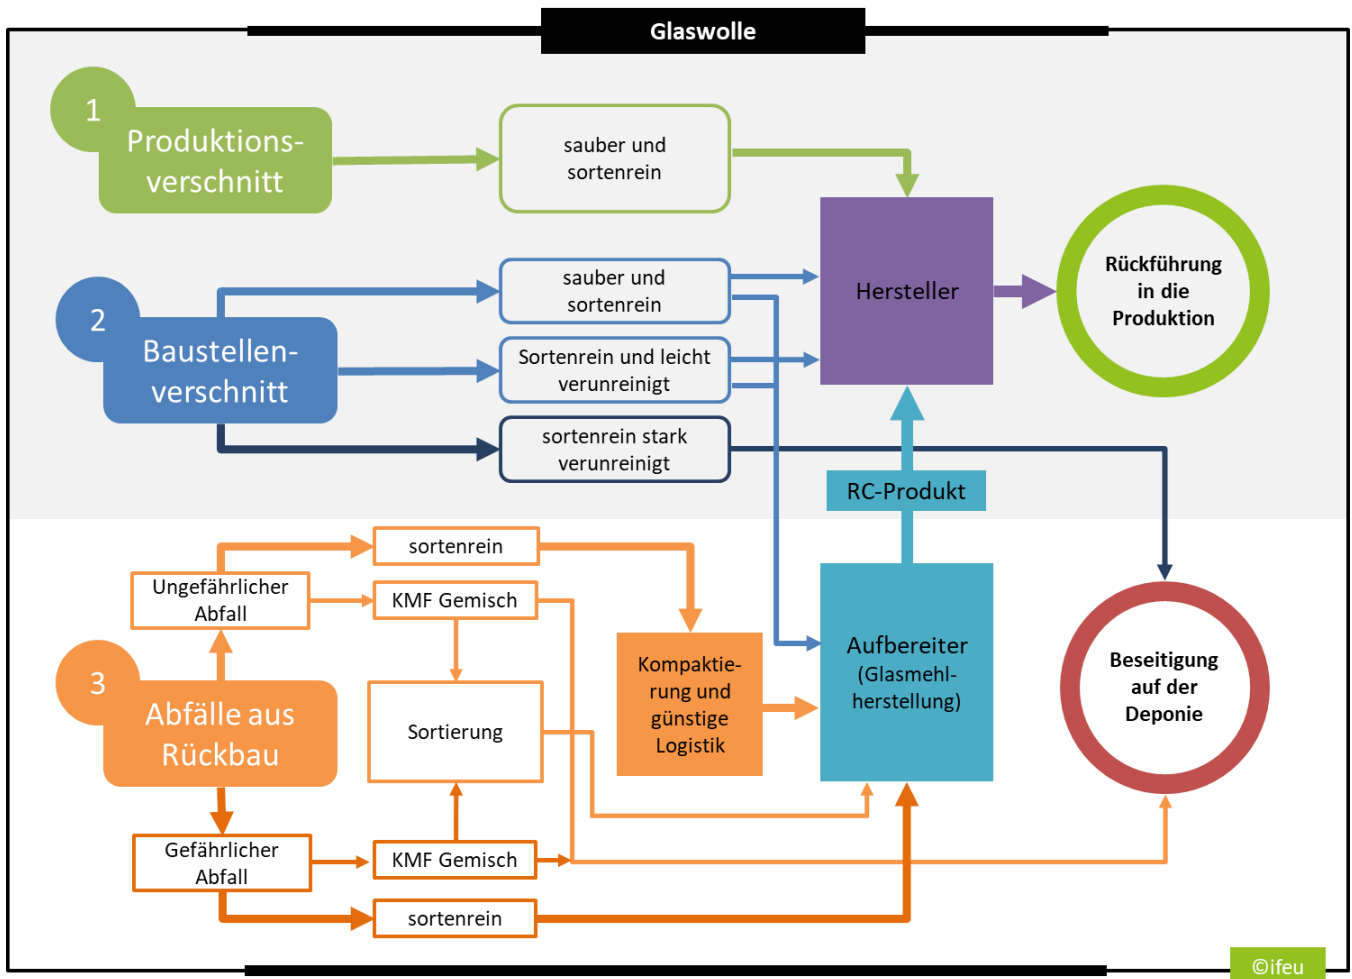 Glaswolle
1
Produktions-
verschnitt
sauber und
sortenrein
2
Baustellen-
verschnitt
sauber und
sortenrein
Sortenrein und leicht
verunreinigt
sortenrein stark
verunreinigt
Hersteller
Rückführung
in die
Produktion
RC-Produkt
3
Abfälle aus
Rückbau
Ungefährlicher
Abfall
sortenrein
KMF Gemisch
Sortierung
Gefährlicher
Abfall
KMF Gemisch
sortenrein
Kompaktie-
rung und
günstige
Logistik
Aufbereiter
(Glasmehl-
herstellung)
Beseitigung
auf der
Deponie
©ifeu